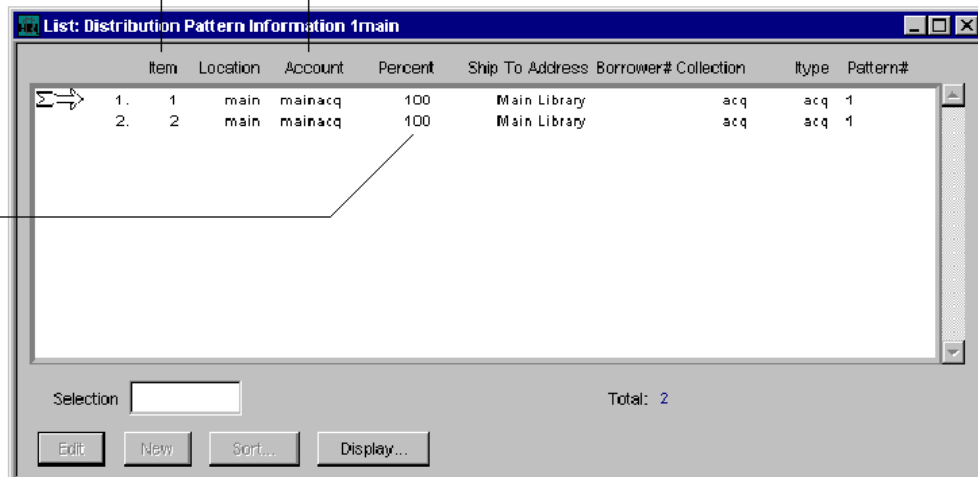 List: Distribution Pattern Information 1main
Item Location Account Percent Ship To Address Borrower# Collection Itype Pattern#
1. 1 main mainacq 100 Main Library acq acq 1
2. 2 main mainacq 100 Main Library acq acq 1
Selection Total: 2
Edit New Sort... Display...